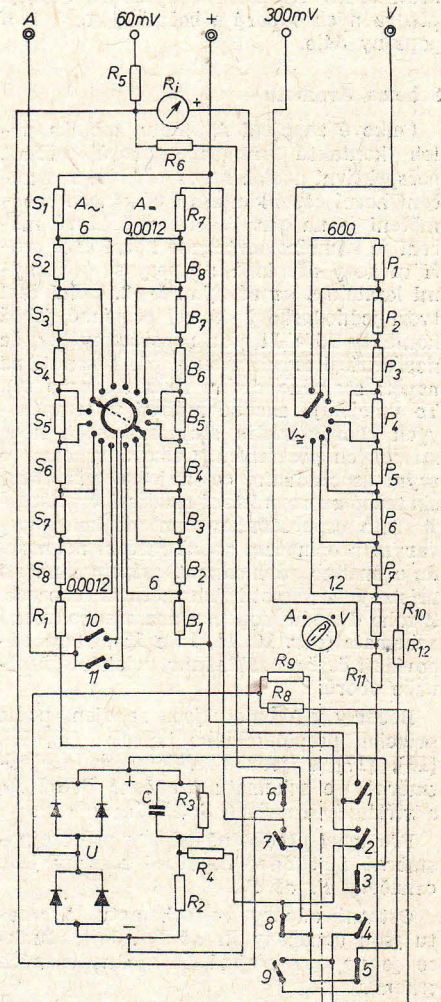 A 60mV + 300mV V
R5 Ri +
R6
S1 A~ A= R7
6 0,0012 600
S2 B8 P1
S3 B7 P2
S4 B6 P3
S5 B5 V≂ P4
S6 B4 P5
S7 B3 P6
S8 B2 P7
0,0012 6 1,2
R1 10 B1 A V R10
11 R12
R9 R11
R8
+
C R3 6 1
U R4 7 2
R2 3
8 4
−
9 5